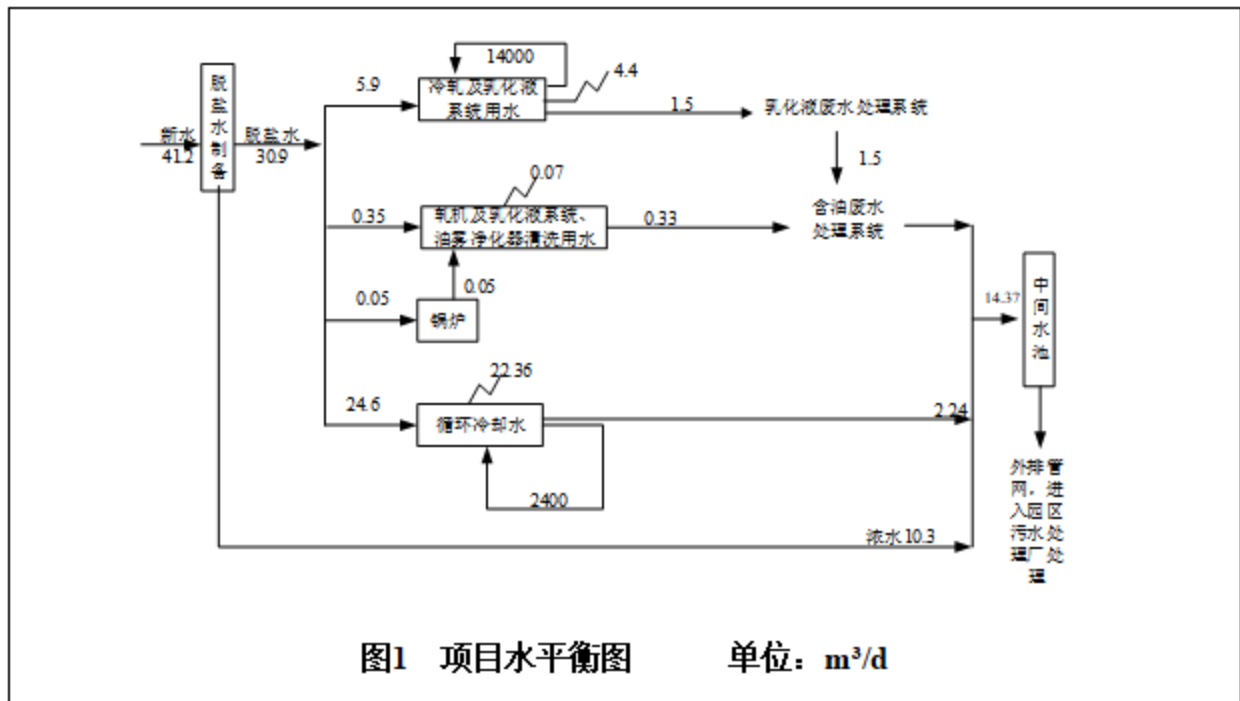 14000
4.4
5.9
冷轧及乳化液
系统用水
1.5
乳化液废水处理系统
脱
盐
水
制
备
新水
41.2
脱盐水
30.9
1.5
0.07
0.35
轧机及乳化液系统、
油雾净化器清洗用水
0.33
含油废水
处理系统
0.05
0.05
锅炉
14.37
中
间
水
池
22.36
24.6
循环冷却水
2.24
2400
外排管
网，进
入园区
污水处
理厂处
理
浓水10.3
图1 项目水平衡图 单位：m³/d